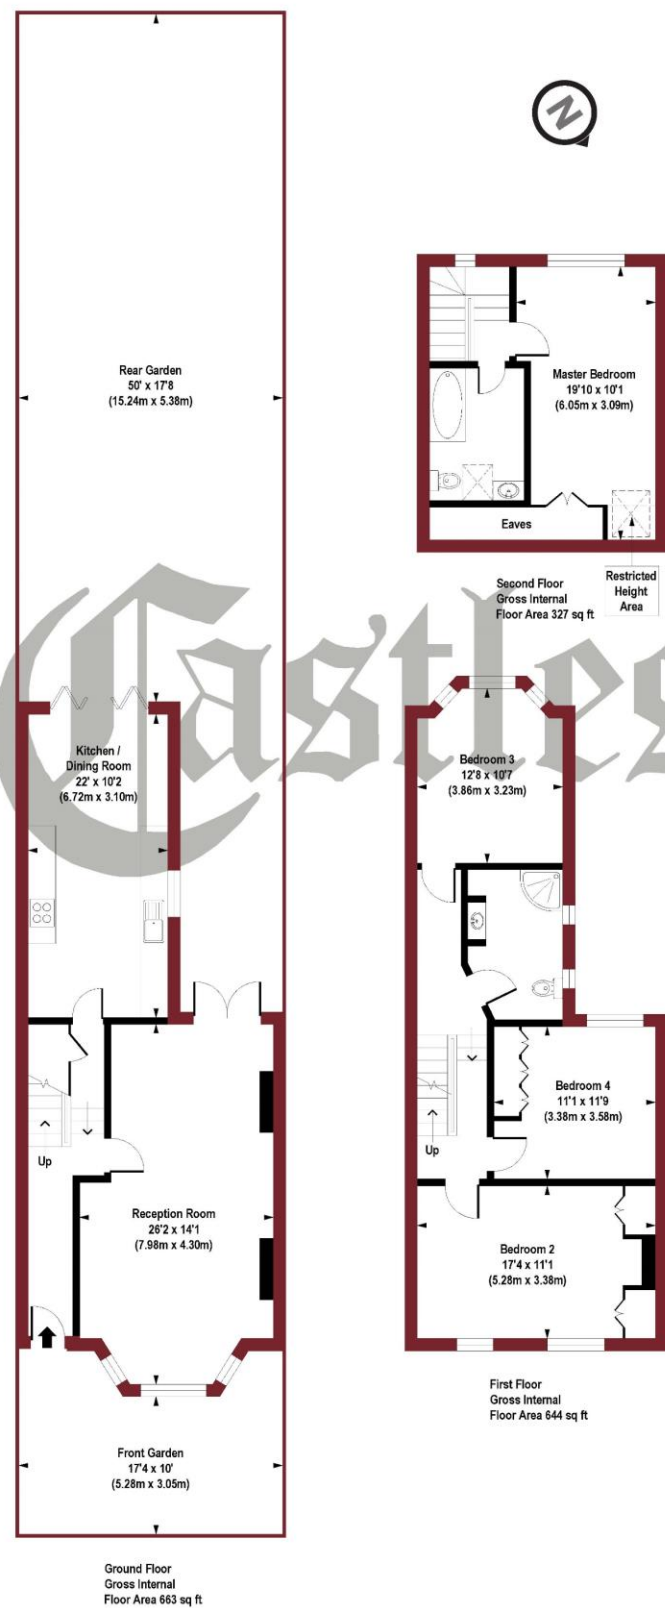 N
Rear Garden
50' x 17'8
(15.24m x 5.38m)
Master Bedroom
19'10 x 10'1
(6.05m x 3.09m)
Eaves
Second Floor
Gross Internal
Floor Area 327 sq ft
Restricted
Height
Area
Castles
Kitchen /
Dining Room
22' x 10'2
(6.72m x 3.10m)
Bedroom 3
12'8 x 10'7
(3.86m x 3.23m)
Bedroom 4
11'1 x 11'9
(3.38m x 3.58m)
Up
Up
Reception Room
26'2 x 14'1
(7.98m x 4.30m)
Bedroom 2
17'4 x 11'1
(5.28m x 3.38m)
First Floor
Gross Internal
Floor Area 644 sq ft
Front Garden
17'4 x 10'
(5.28m x 3.05m)
Ground Floor
Gross Internal
Floor Area 663 sq ft